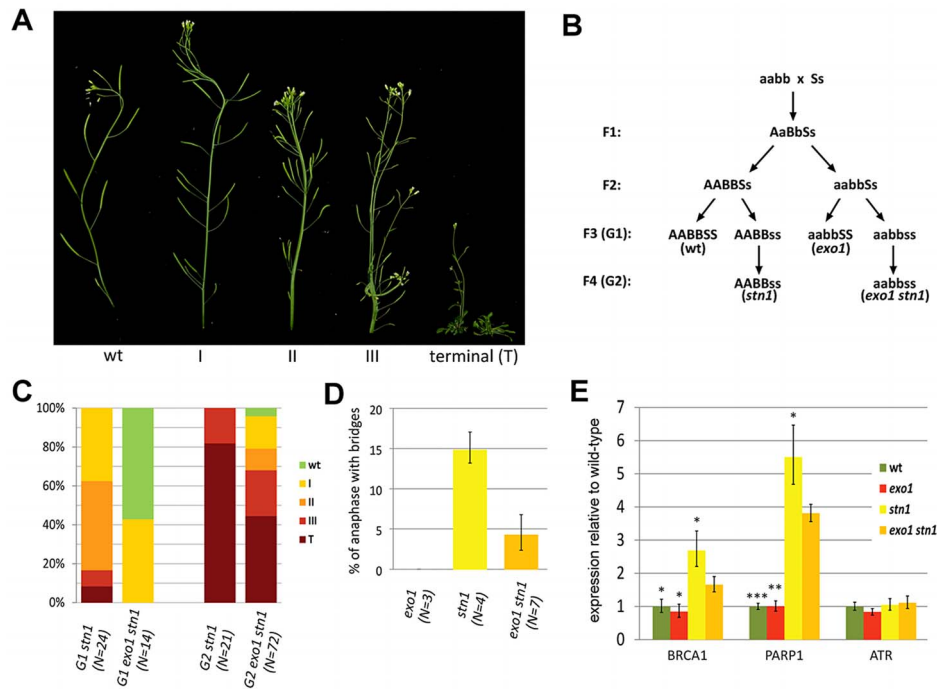 A
wt
I
II
III
terminal (T)
B
aabb x Ss
F1:
AaBbSs
F2:
AABBSs
aabbSs
F3 (G1):
AABBSS
AABBss
aabbSS
aabbss
(wt)
(exo1)
F4 (G2):
AABBss
aabbss
(stn1)
(exo1 stn1)
C
100%
80%
60%
40%
20%
0%
wt
I
II
III
T
G1 stn1
(N=24)
G1 exo1 stn1
(N=14)
G2 stn1
(N=21)
G2 exo1 stn1
(N=72)
D
% of anaphase with bridges
20
15
10
5
0
exo1
(N=3)
stn1
(N=4)
exo1 stn1
(N=7)
E
expression relative to wild-type
7
6
5
4
3
2
1
0
*
*
*
***
**
*
wt
exo1
stn1
exo1 stn1
BRCA1
PARP1
ATR